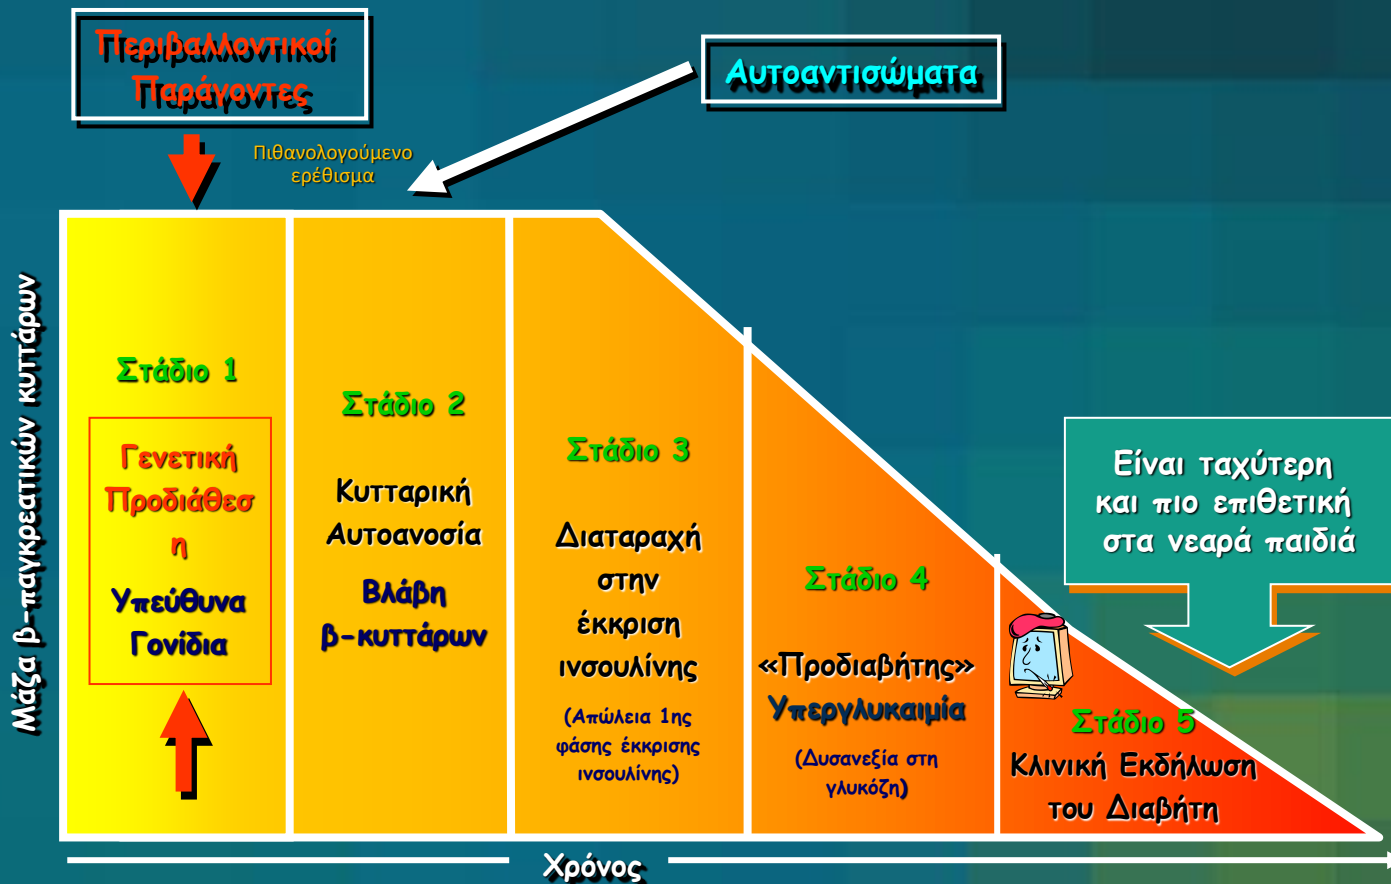 Περιβαλλοντικοί
Παράγοντες
Αυτοαντισώματα
Πιθανολογούμενο
ερέθισμα
Μάζα β-παγκρεατικών κυττάρων
Στάδιο 1
Γενετική
Προδιάθεσ
η
Υπεύθυνα
Γονίδια
Στάδιο 2
Κυτταρική
Αυτοανοσία
Βλάβη
β-κυττάρων
Στάδιο 3
Διαταραχή
στην
έκκριση
ινσουλίνης
(Απώλεια 1ης
φάσης έκκρισης
ινσουλίνης)
Στάδιο 4
«Προδιαβήτης»
Υπεργλυκαιμία
(Δυσανεξία στη
γλυκόζη)
Είναι ταχύτερη
και πιο επιθετική
στα νεαρά παιδιά
Στάδιο 5
Κλινική Εκδήλωση
του Διαβήτη
Χρόνος